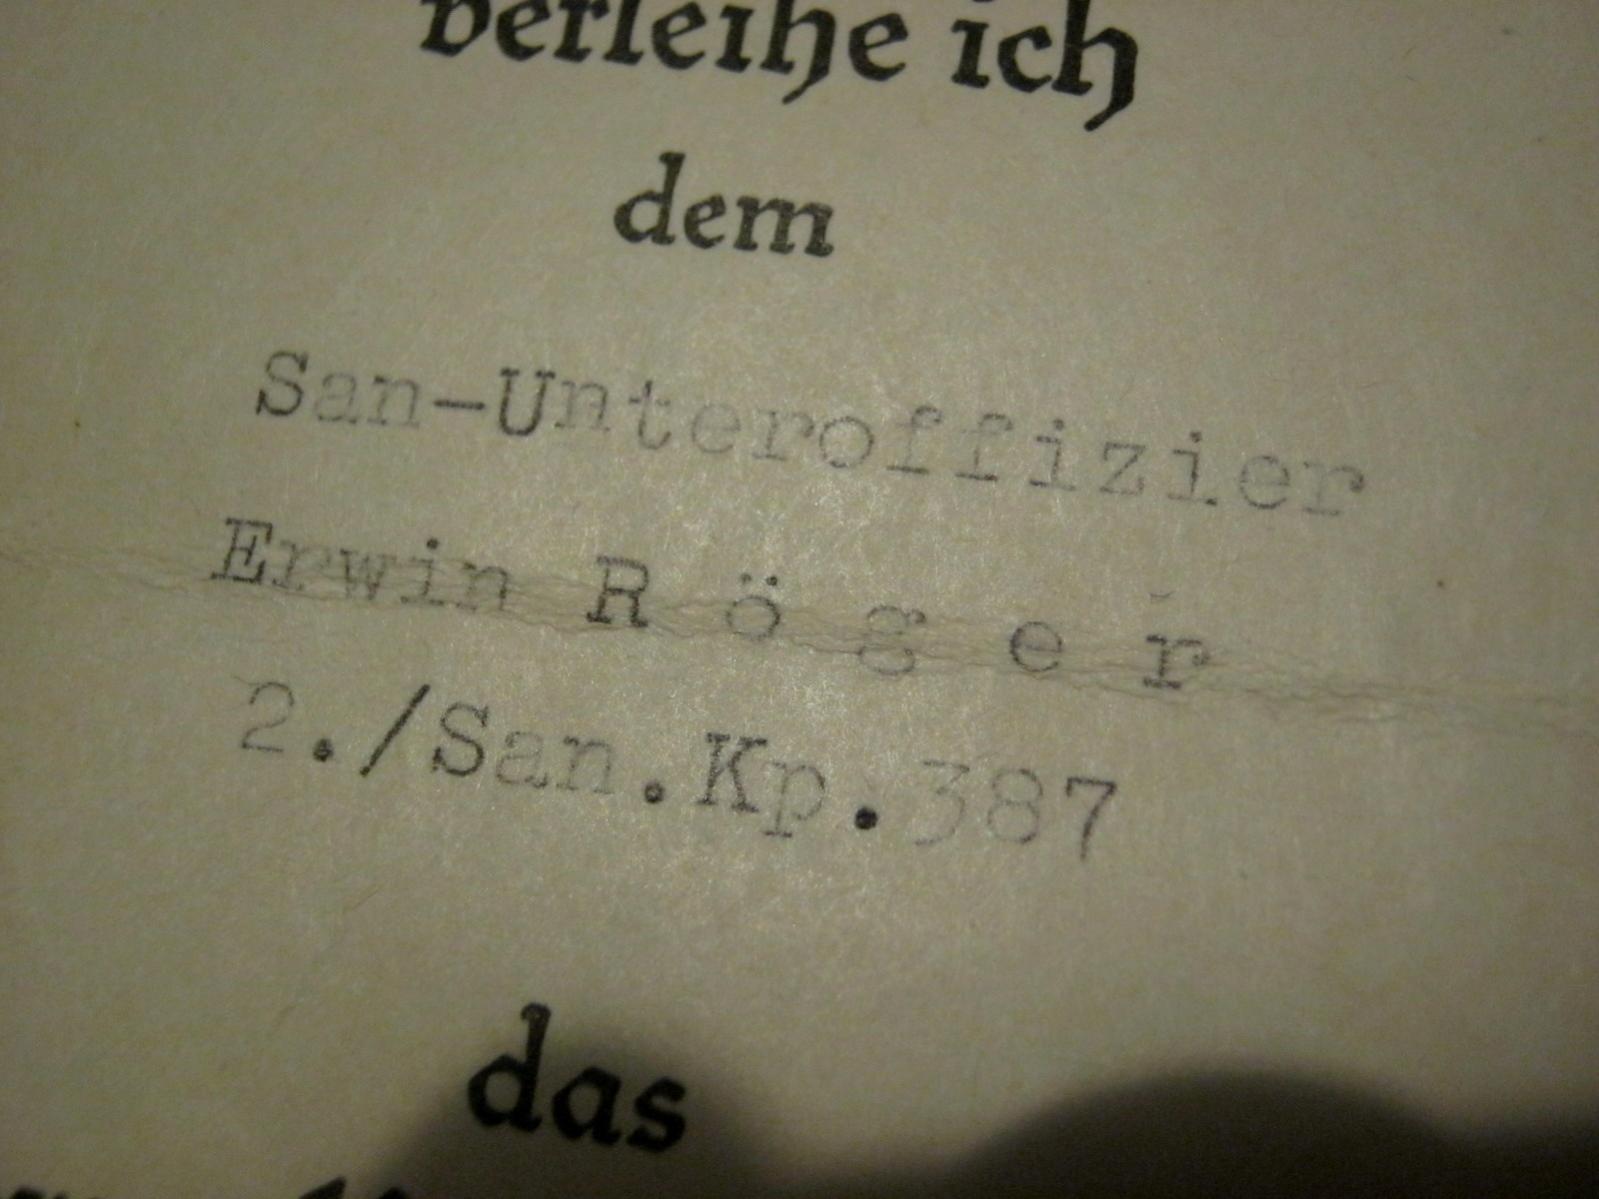 verleihe ich
dem
San-Unteroffizier
Erwin R ö g e r
2./San.Kp.387
das